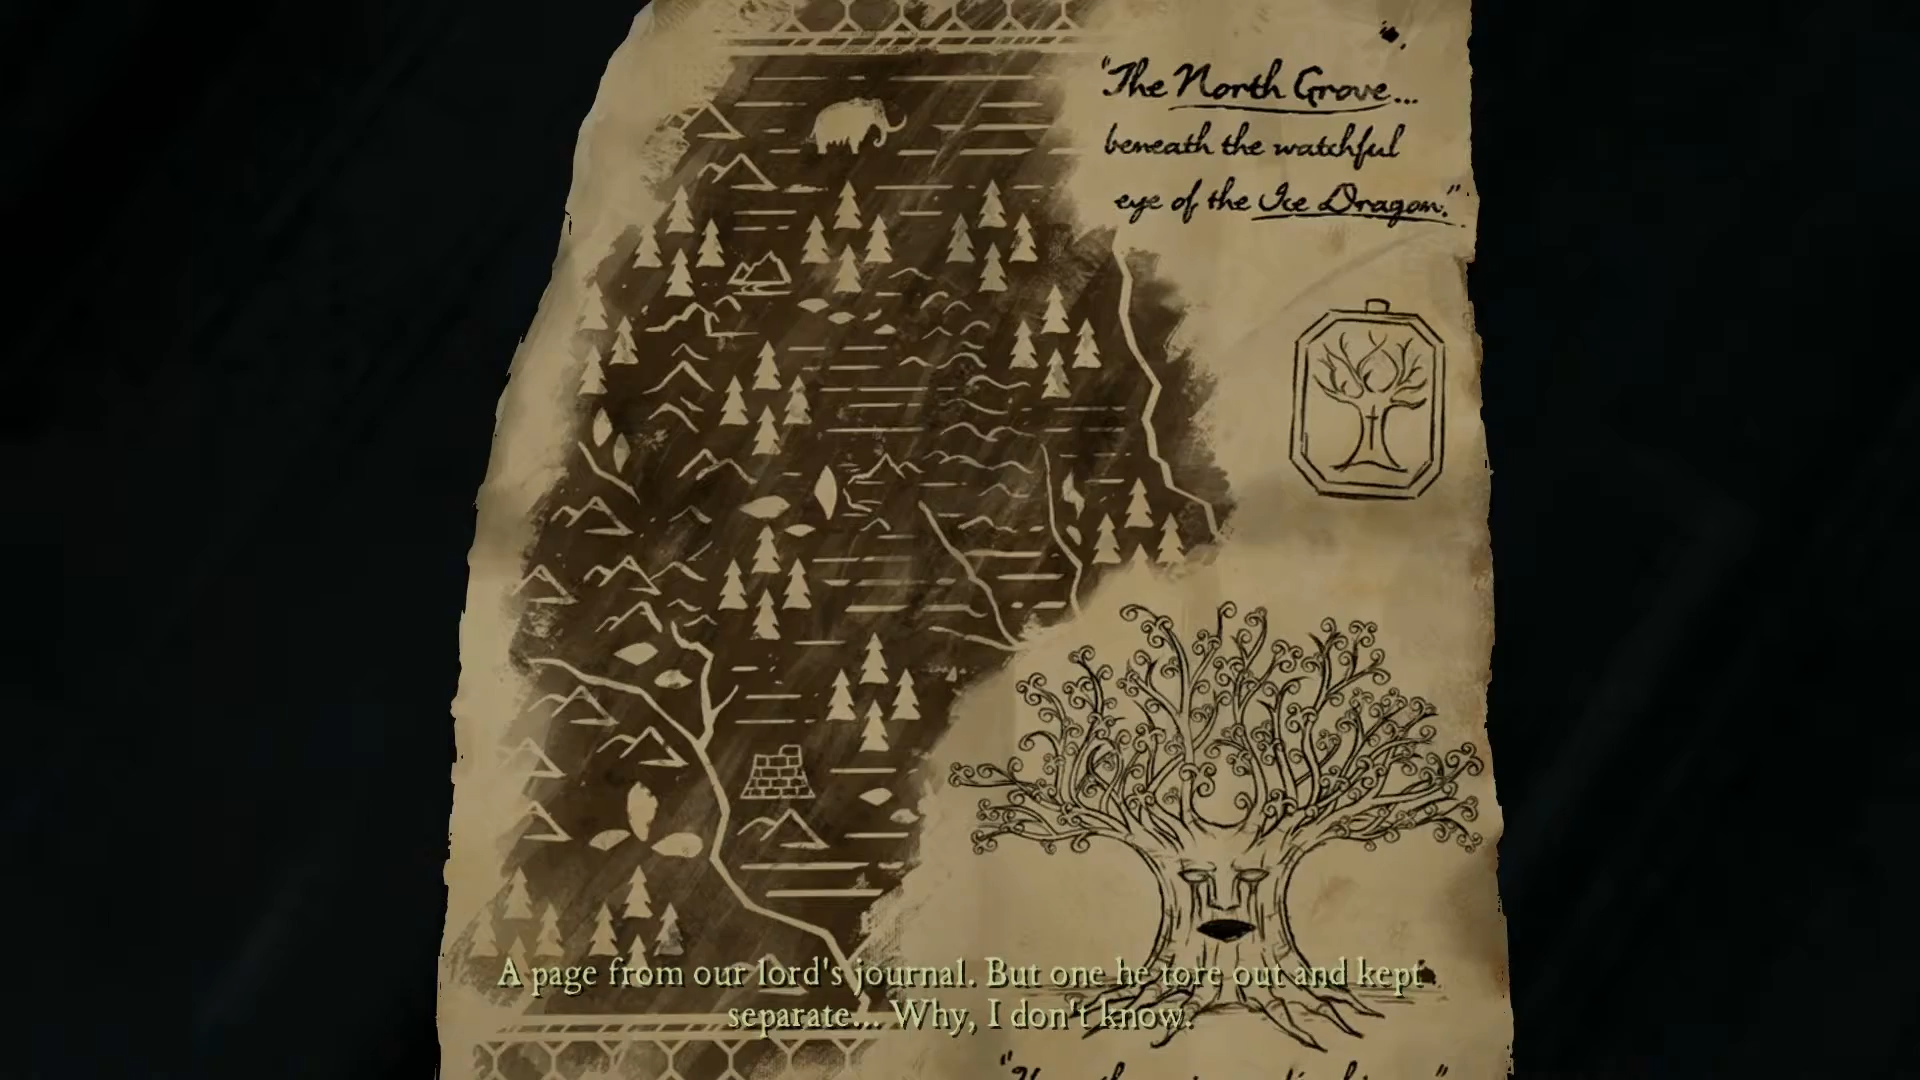 "The North Grove...
beneath the watchful
eye of the Ice Dragon."
A page from our lord's journal. But one he tore out and kept
separate... Why, I don't know.